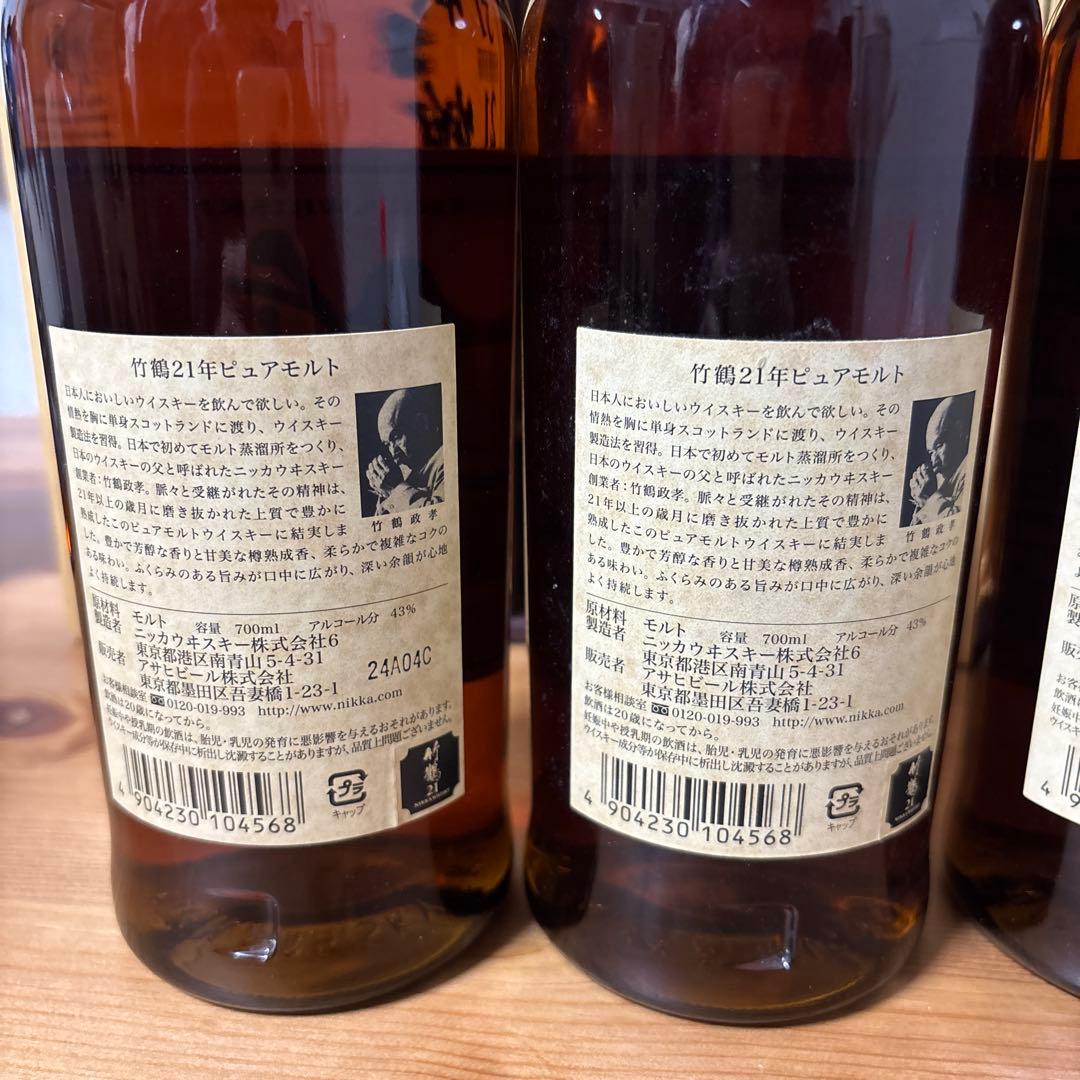 竹鶴21年ピュアモルト
日本人においしいウイスキーを飲んで欲しい。その
情熱を胸に単身スコットランドに渡り、ウイスキー
製造法を習得。日本で初めてモルト蒸溜所をつくり、
日本のウイスキーの父と呼ばれたニッカウヰスキー
創業者:竹鶴政孝。脈々と受継がれたその精神は、
21年以上の歳月に磨き抜かれた上質で豊かに
熟成したこのピュアモルトウイスキーに結実しま
した。豊かで芳醇な香りと甘美な樽熟成香、柔らかで複雑なコクの
ある味わい。ふくらみのある旨みが口中に広がり、深い余韻が心地
よく持続します。
竹鶴政孝
原材料 モルト 容量 700ml アルコール分 43%
製造者 ニッカウヰスキー株式会社6
東京都港区南青山5-4-31
販売者 アサヒビール株式会社
東京都墨田区吾妻橋1-23-1
24A04C
お客様相談室 0120-019-993 http://www.nikka.com
飲酒は20歳になってから。
妊娠中や授乳期の飲酒は、胎児・乳児の発育に悪影響を与えるおそれがあります。
ウイスキー成分等が保存中に析出し沈澱することがありますが、品質上問題ございません。
4 904230 104568
プラ
キャップ
竹鶴
21
竹鶴21年ピュアモルト
日本人においしいウイスキーを飲んで欲しい。その
情熱を胸に単身スコットランドに渡り、ウイスキー
製造法を習得。日本で初めてモルト蒸溜所をつくり、
日本のウイスキーの父と呼ばれたニッカウヰスキー
創業者:竹鶴政孝。脈々と受継がれたその精神は、
21年以上の歳月に磨き抜かれた上質で豊かに
熟成したこのピュアモルトウイスキーに結実しま
した。豊かで芳醇な香りと甘美な樽熟成香、柔らかで複雑なコクの
ある味わい。ふくらみのある旨みが口中に広がり、深い余韻が心地
よく持続します。
竹鶴政孝
原材料 モルト 容量 700ml アルコール分 43%
製造者 ニッカウヰスキー株式会社6
東京都港区南青山5-4-31
販売者 アサヒビール株式会社
東京都墨田区吾妻橋1-23-1
お客様相談室 0120-019-993 http://www.nikka.com
飲酒は20歳になってから。
妊娠中や授乳期の飲酒は、胎児・乳児の発育に悪影響を与えるおそれがあります。
ウイスキー成分等が保存中に析出し沈澱することがありますが、品質上問題ございません。
4 904230 104568
プラ
キャップ
竹鶴
21